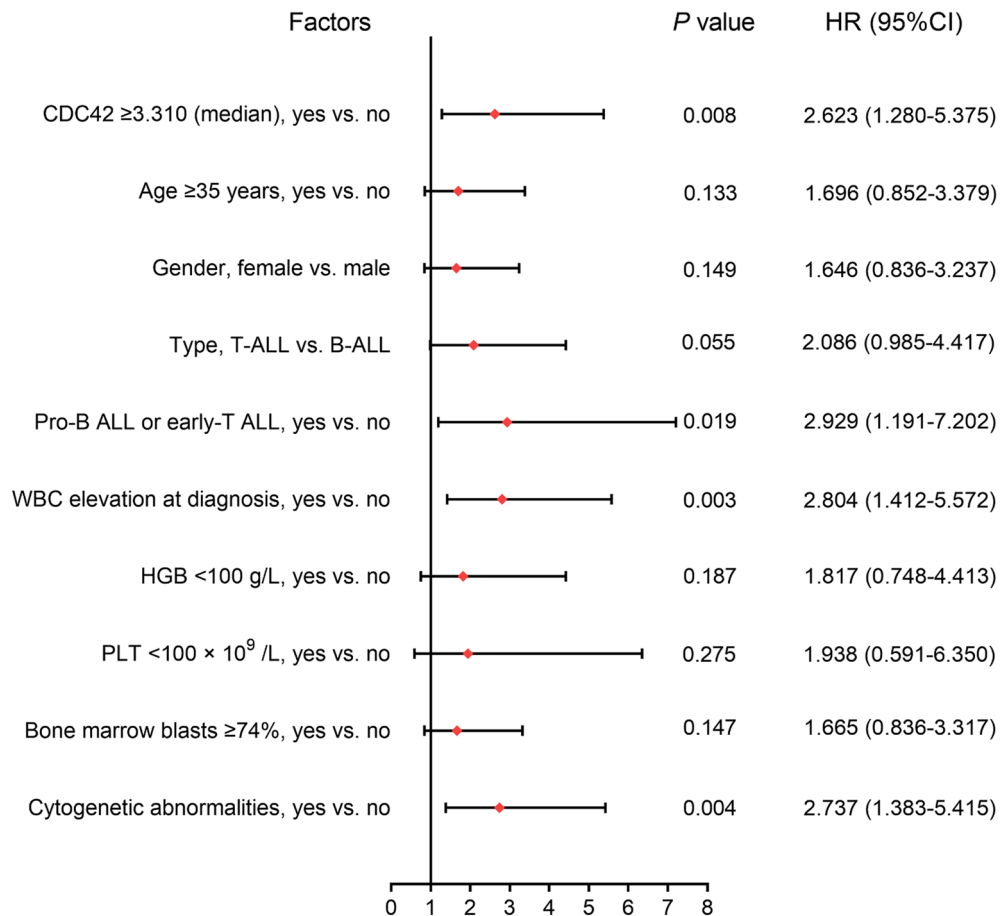 Factors P value HR (95%CI)
CDC42 ≥3.310 (median), yes vs. no 0.008 2.623 (1.280-5.375)
Age ≥35 years, yes vs. no 0.133 1.696 (0.852-3.379)
Gender, female vs. male 0.149 1.646 (0.836-3.237)
Type, T-ALL vs. B-ALL 0.055 2.086 (0.985-4.417)
Pro-B ALL or early-T ALL, yes vs. no 0.019 2.929 (1.191-7.202)
WBC elevation at diagnosis, yes vs. no 0.003 2.804 (1.412-5.572)
HGB <100 g/L, yes vs. no 0.187 1.817 (0.748-4.413)
PLT <100 × 10⁹ /L, yes vs. no 0.275 1.938 (0.591-6.350)
Bone marrow blasts ≥74%, yes vs. no 0.147 1.665 (0.836-3.317)
Cytogenetic abnormalities, yes vs. no 0.004 2.737 (1.383-5.415)
0 1 2 3 4 5 6 7 8